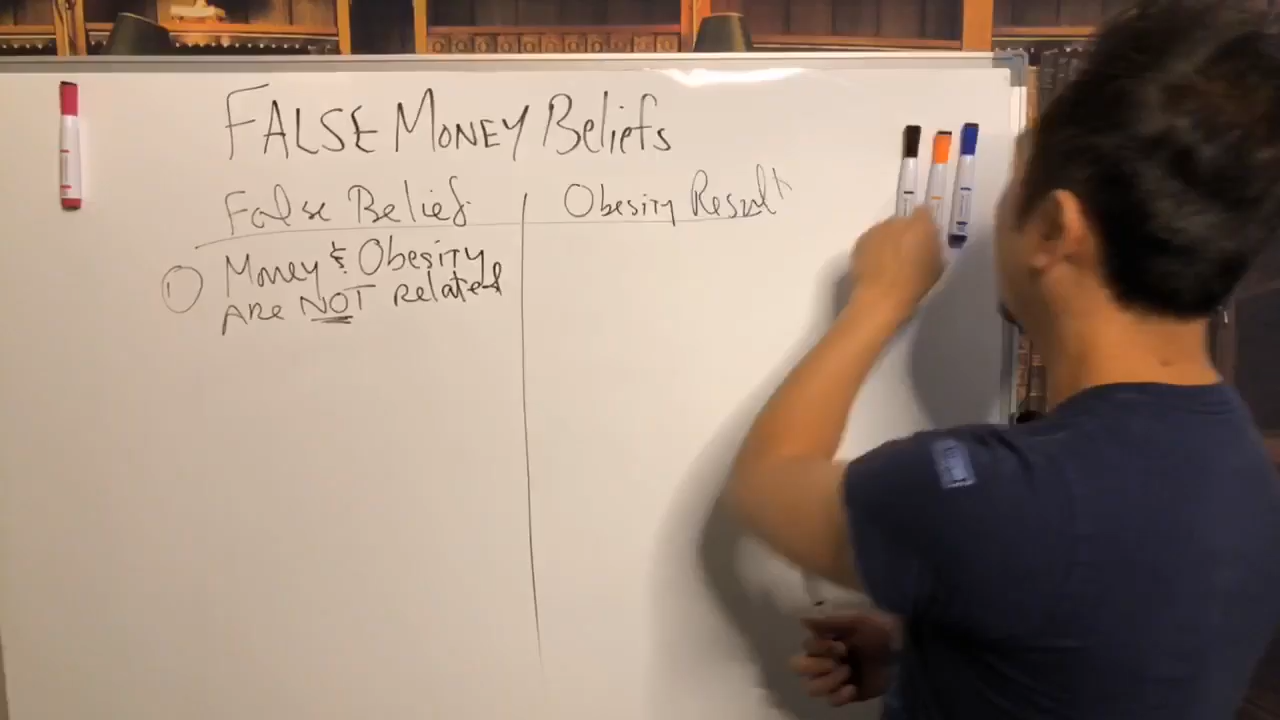 FALSE MONEY Beliefs
False Belief
Obesity Result
① Money & Obesity
Are NOT Related